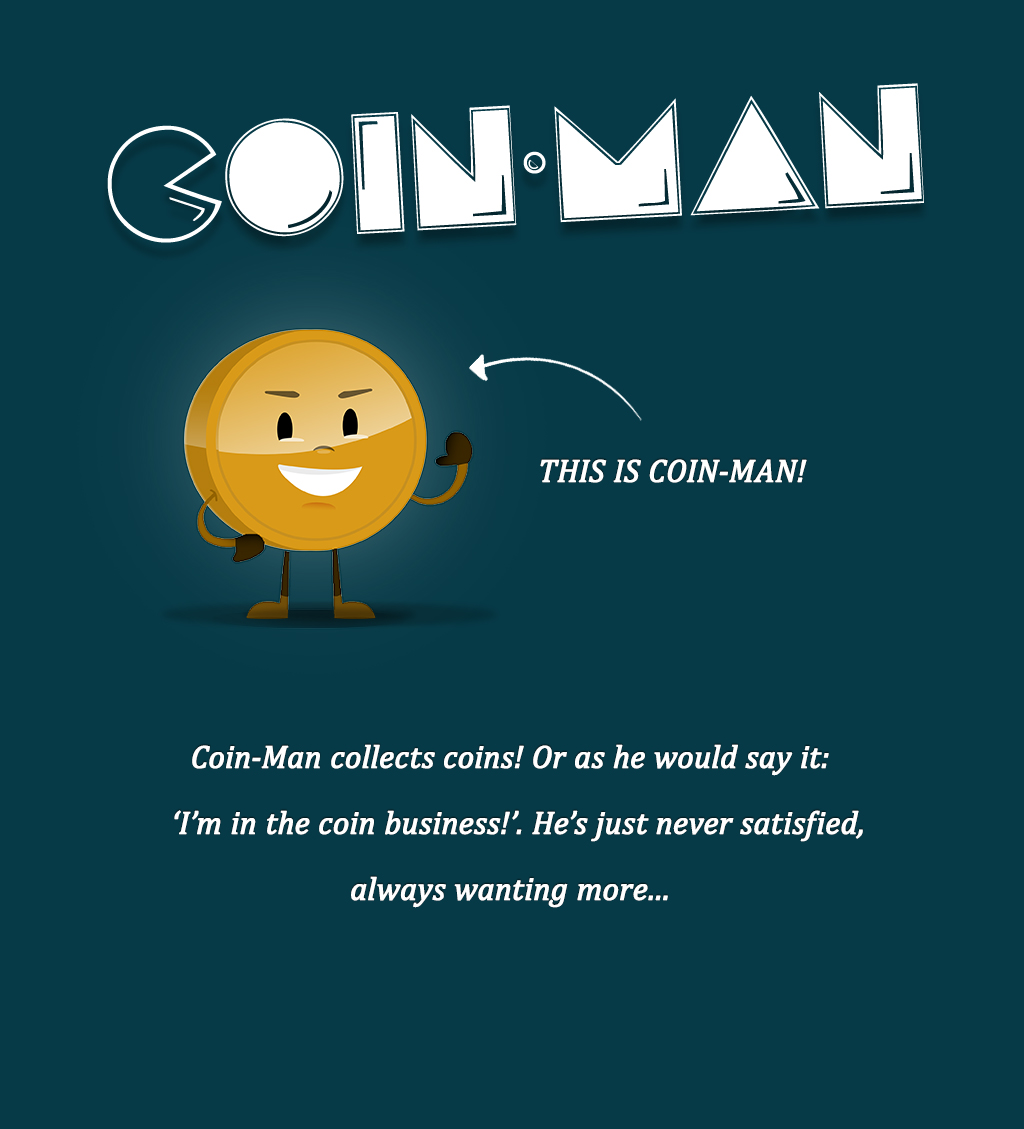 COIN-MAN
THIS IS COIN-MAN!
Coin-Man collects coins! Or as he would say it:
‘I’m in the coin business!’. He’s just never satisfied,
always wanting more...